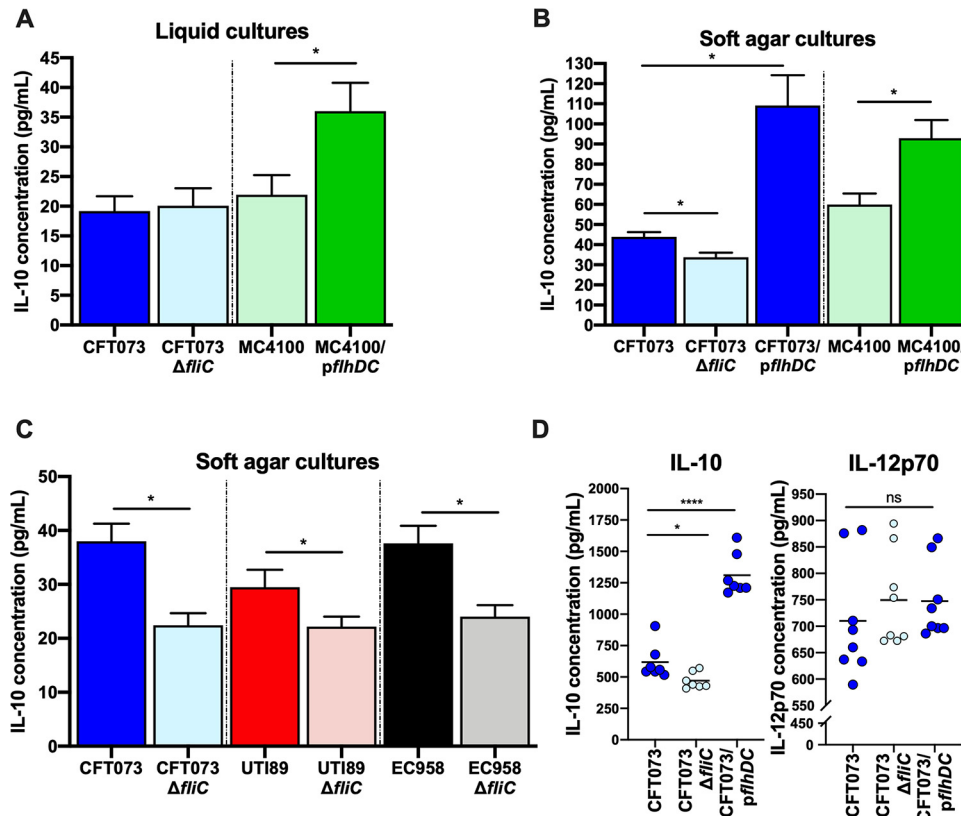 A
Liquid cultures
IL-10 concentration (pg/mL)
45
40
35
30
25
20
15
10
5
0
*
CFT073
CFT073
ΔfliC
MC4100
MC4100/
pflhDC
B
Soft agar cultures
IL-10 concentration (pg/mL)
130
120
110
100
90
80
70
60
50
40
30
20
10
0
*
*
*
CFT073
CFT073
ΔfliC
CFT073/
pflhDC
MC4100
MC4100/
pflhDC
C
Soft agar cultures
IL-10 concentration (pg/mL)
50
40
30
20
10
0
*
*
*
CFT073
CFT073
ΔfliC
UTI89
UTI89
ΔfliC
EC958
EC958
ΔfliC
D
IL-10
IL-10 concentration (pg/mL)
2000
1750
1500
1250
1000
750
500
250
0
****
*
CFT073
CFT073
ΔfliC
CFT073/
pflhDC
IL-12p70
IL-12p70 concentration (pg/mL)
950
900
850
800
750
700
650
600
550
450
0
ns
CFT073
CFT073
ΔfliC
CFT073/
pflhDC